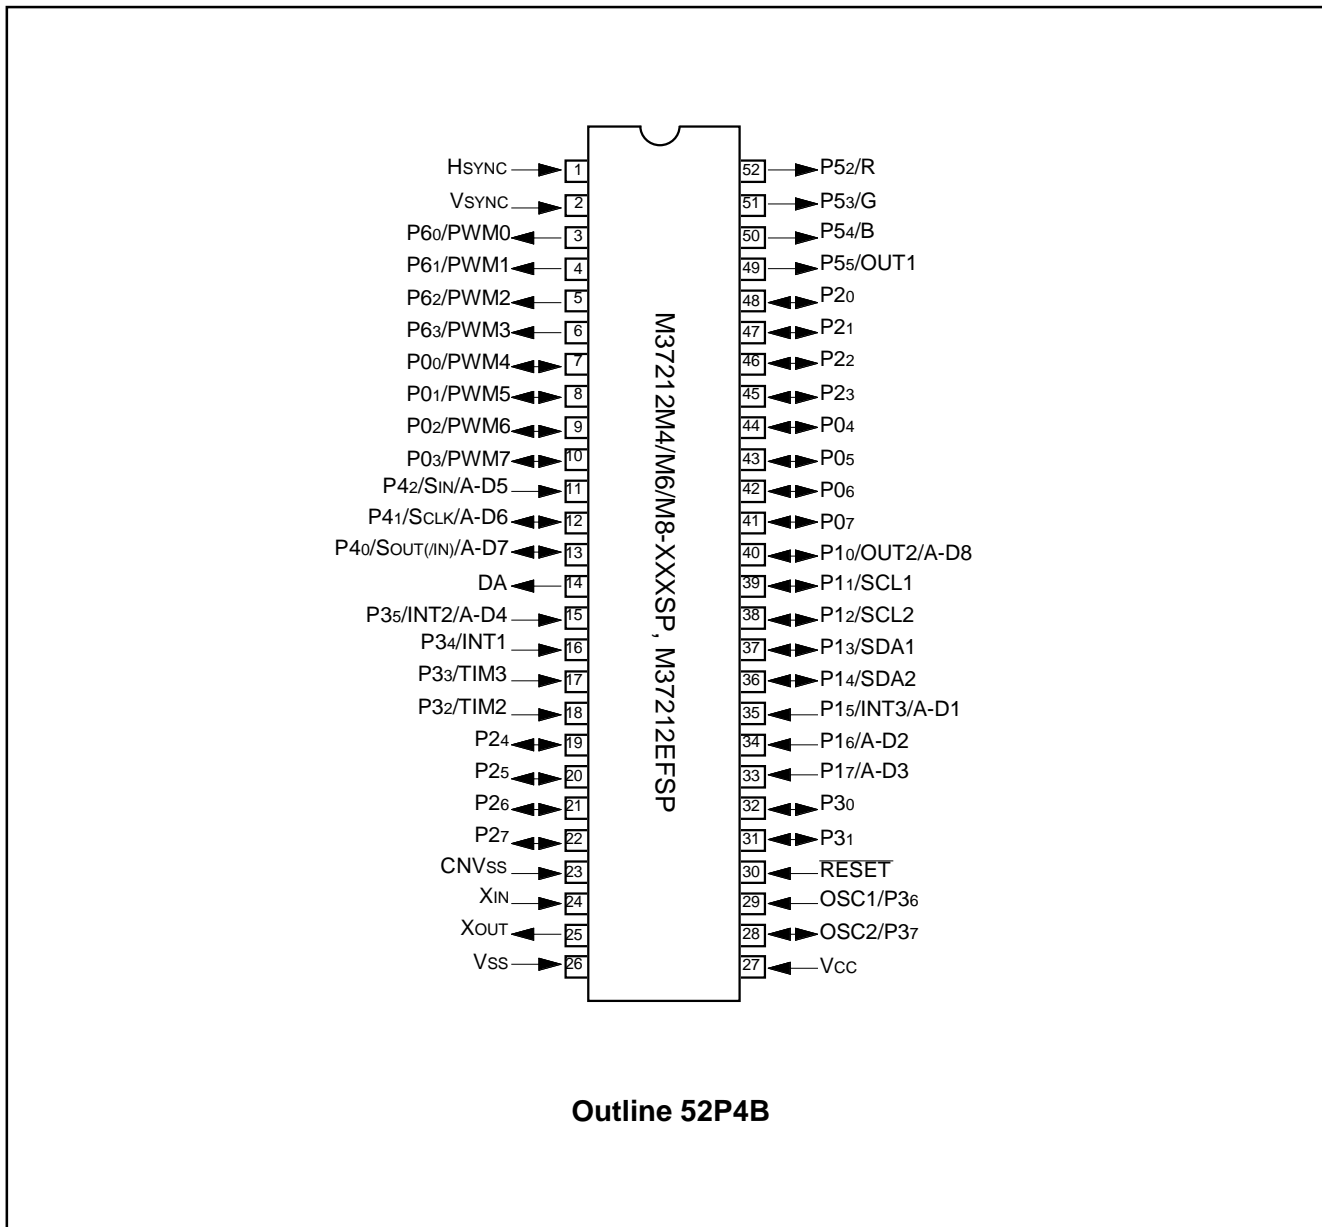 HSYNC 1 52 P52/R
VSYNC 2 51 P53/G
P60/PWM0 3 50 P54/B
P61/PWM1 4 49 P55/OUT1
P62/PWM2 5 48 P20
P63/PWM3 6 47 P21
P00/PWM4 7 46 P22
P01/PWM5 8 45 P23
P02/PWM6 9 44 P04
P03/PWM7 10 43 P05
P42/SIN/A-D5 11 42 P06
P41/SCLK/A-D6 12 41 P07
P40/SOUT(/IN)/A-D7 13 40 P10/OUT2/A-D8
DA 14 39 P11/SCL1
P35/INT2/A-D4 15 38 P12/SCL2
P34/INT1 16 37 P13/SDA1
P33/TIM3 17 36 P14/SDA2
P32/TIM2 18 35 P15/INT3/A-D1
P24 19 34 P16/A-D2
P25 20 33 P17/A-D3
P26 21 32 P30
P27 22 31 P31
CNVSS 23 30 RESET
XIN 24 29 OSC1/P36
XOUT 25 28 OSC2/P37
VSS 26 27 VCC
M37212M4/M6/M8-XXXSP, M37212EFSP
Outline 52P4B